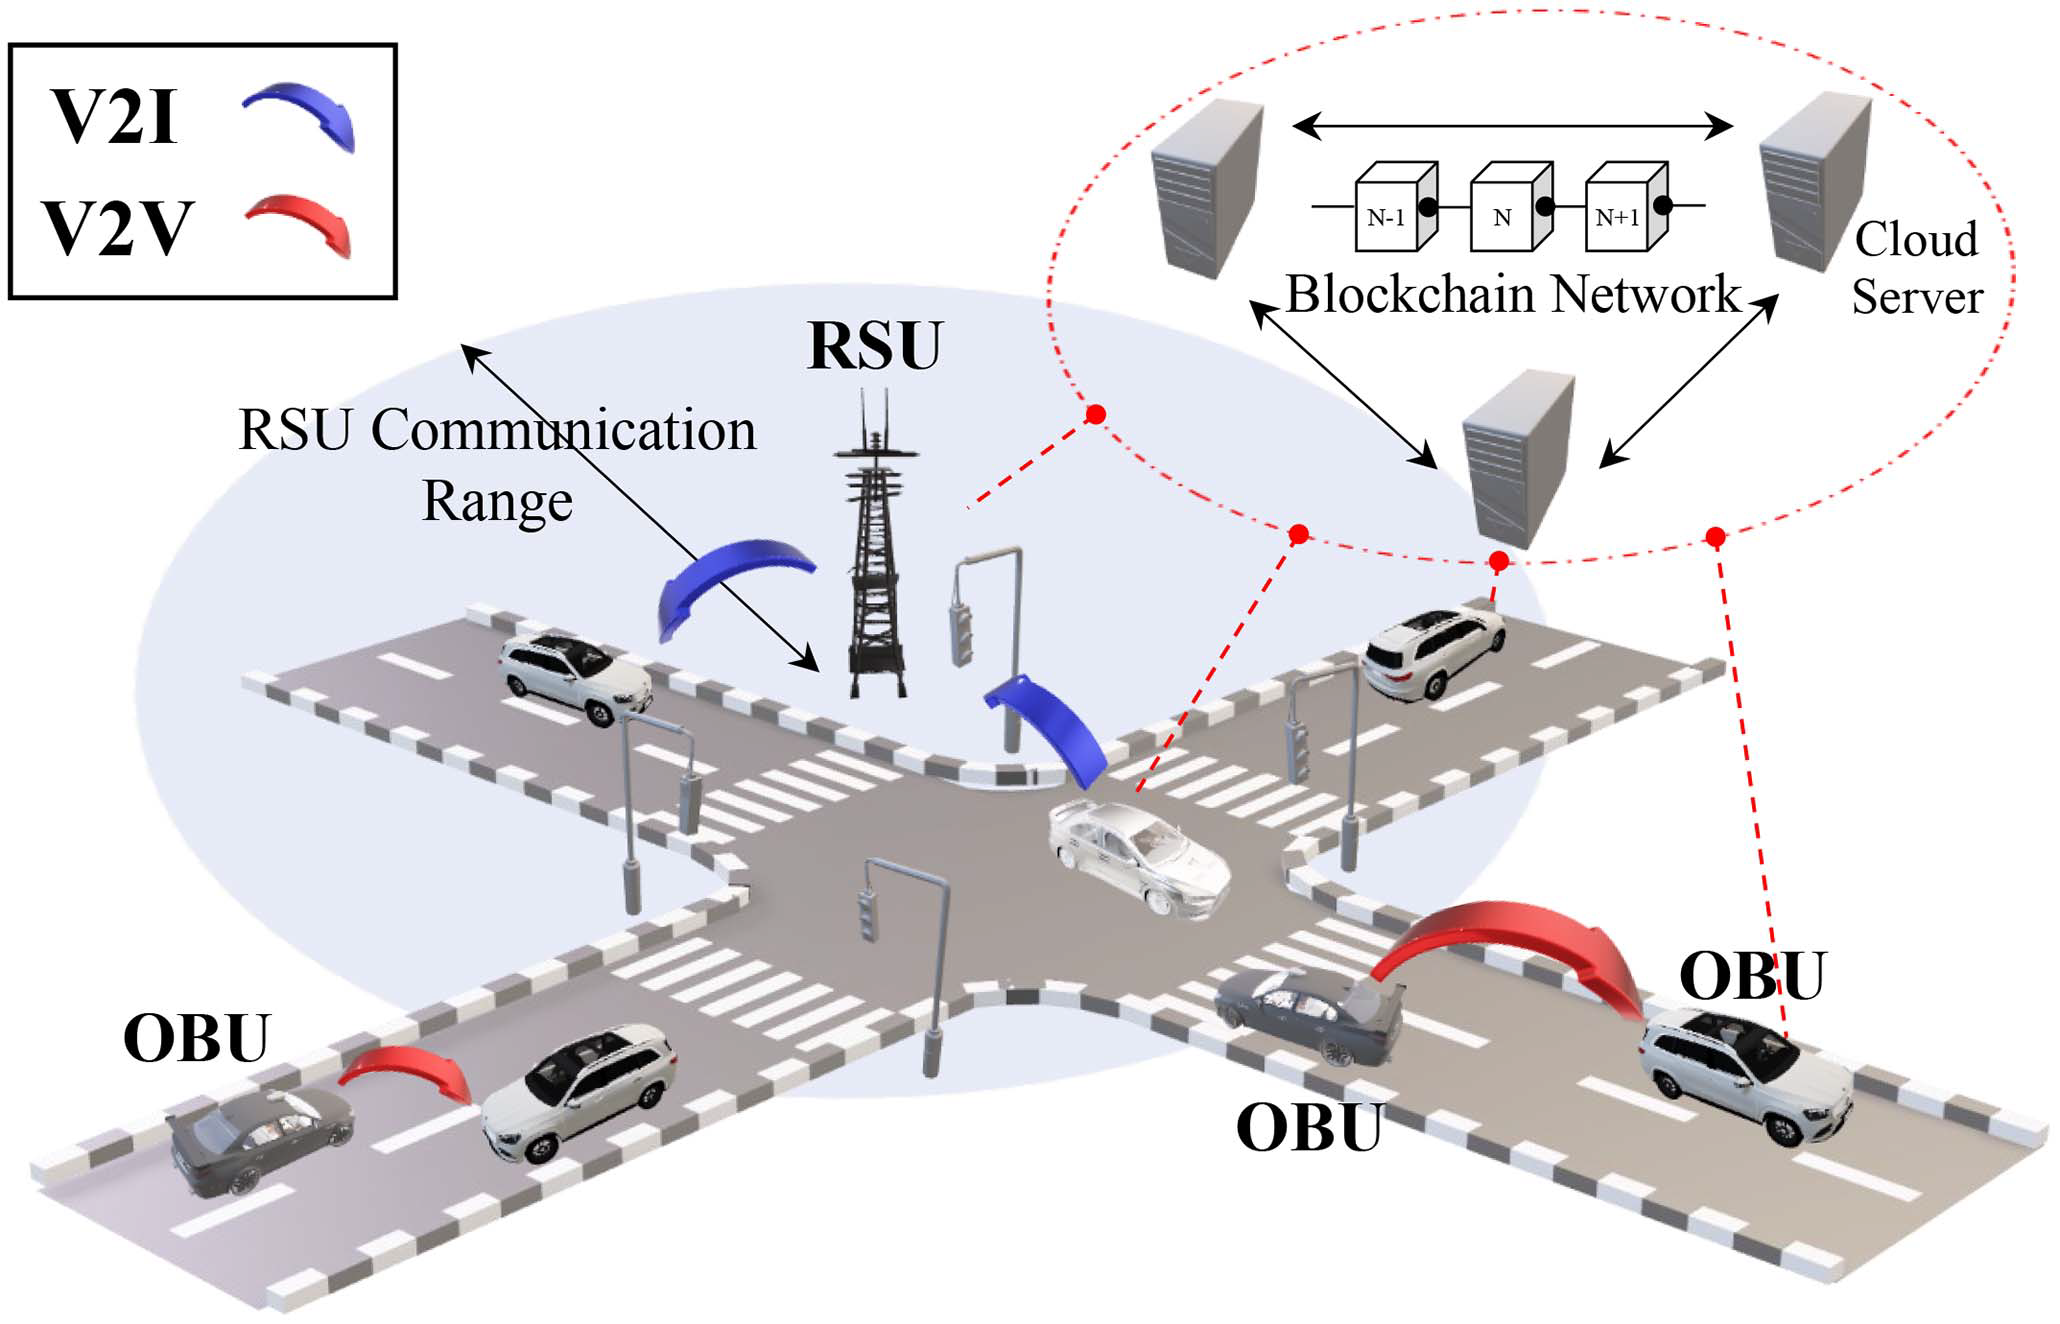 V2I
V2V
N-1
N
N+1
Blockchain Network
Cloud
Server
RSU
RSU Communication
Range
OBU
OBU
OBU